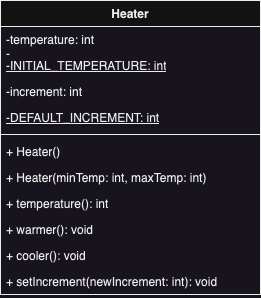 Heater
-temperature: int
-
-INITIAL_TEMPERATURE: int
-increment: int
-DEFAULT_INCREMENT: int
+ Heater()
+ Heater(minTemp: int, maxTemp: int)
+ temperature(): int
+ warmer(): void
+ cooler(): void
+ setIncrement(newIncrement: int): void